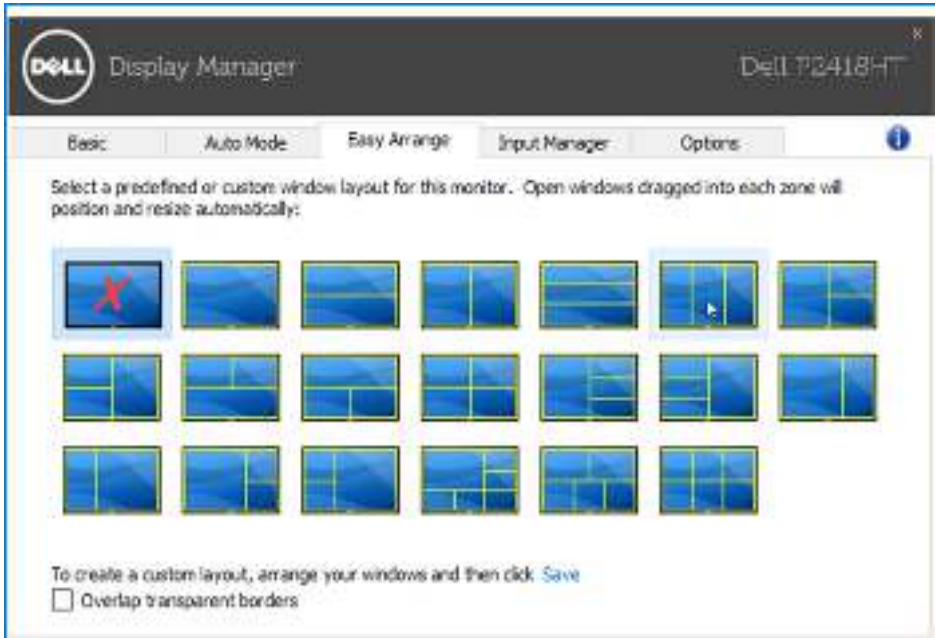 DELL Display Manager
Dell P2418HT
Basic Auto Mode Easy Arrange Input Manager Options
Select a predefined or custom window layout for this monitor. Open windows dragged into each zone will
position and resize automatically:
To create a custom layout, arrange your windows and then click Save
Overlap transparent borders